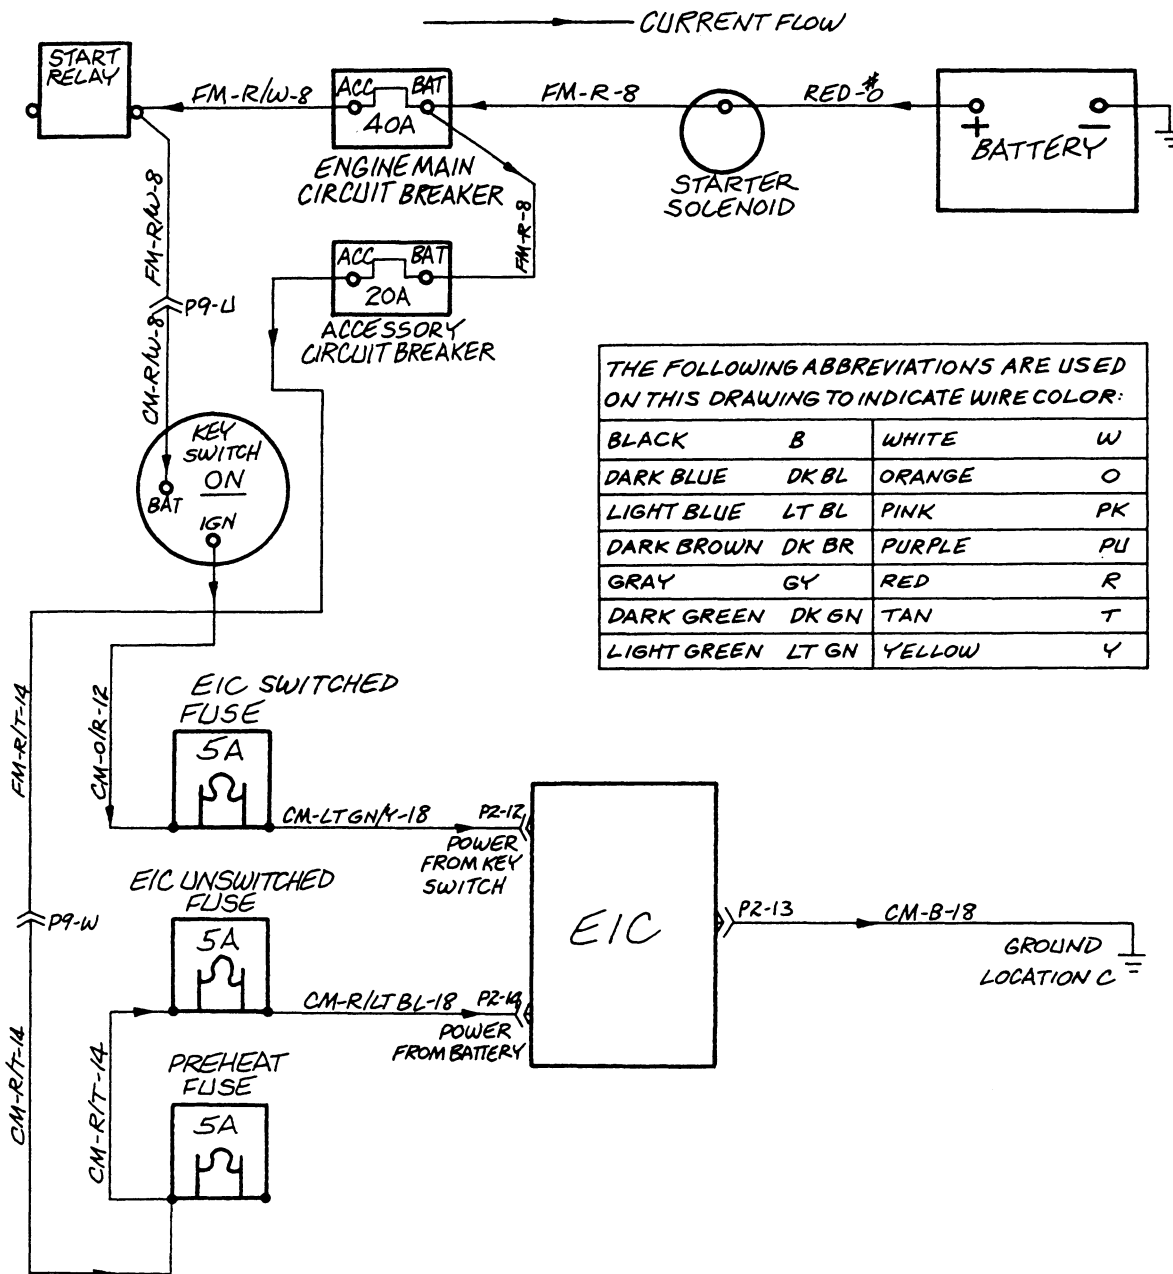 CURRENT FLOW
START
RELAY
FM-R/W-8
ACC
BAT
40A
ENGINE MAIN
CIRCUIT BREAKER
FM-R-8
RED-#0
STARTER
SOLENOID
+
−
BATTERY
FM-R/W-8
P9-U
CM-R/W-8
FM-R-8
ACC
BAT
20A
ACCESSORY
CIRCUIT BREAKER
KEY
SWITCH
ON
BAT
IGN
THE FOLLOWING ABBREVIATIONS ARE USED
ON THIS DRAWING TO INDICATE WIRE COLOR:
BLACK B WHITE W
DARK BLUE DK BL ORANGE O
LIGHT BLUE LT BL PINK PK
DARK BROWN DK BR PURPLE PU
GRAY GY RED R
DARK GREEN DK GN TAN T
LIGHT GREEN LT GN YELLOW Y
FM-R/T-14
CM-O/R-12
EIC SWITCHED
FUSE
5A
CM-LT GN/Y-18
P2-12
POWER
FROM KEY
SWITCH
EIC UNSWITCHED
FUSE
5A
CM-R/LT BL-18
P2-14
POWER
FROM BATTERY
EIC
P2-13
CM-B-18
GROUND
LOCATION C
P9-W
CM-R/T-14
CM-R/T-14
PREHEAT
FUSE
5A